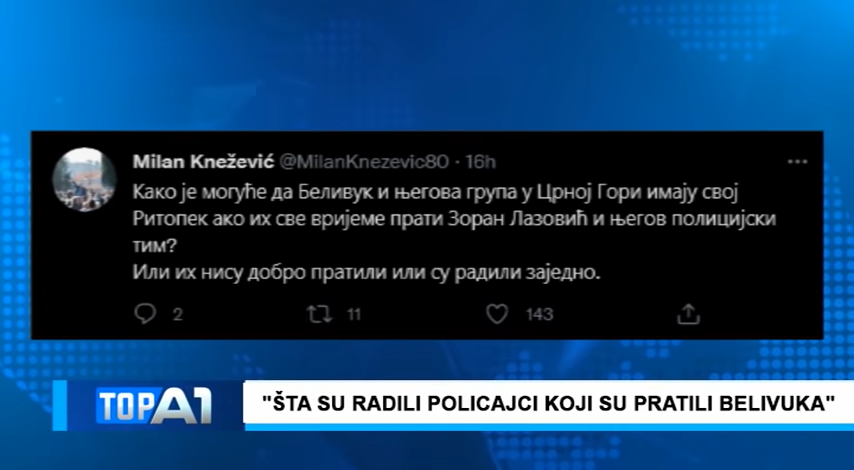 Milan Knežević @MilanKnezevic80 · 16h
Како је могуће да Беливук и његова група у Црној Гори имају свој
Ритопек ако их све вријеме прати Зоран Лазовић и његов полицијски
тим?
Или их нису добро пратили или су радили заједно.
2 11 143
TOP A1 "ŠTA SU RADILI POLICAJCI KOJI SU PRATILI BELIVUKA"